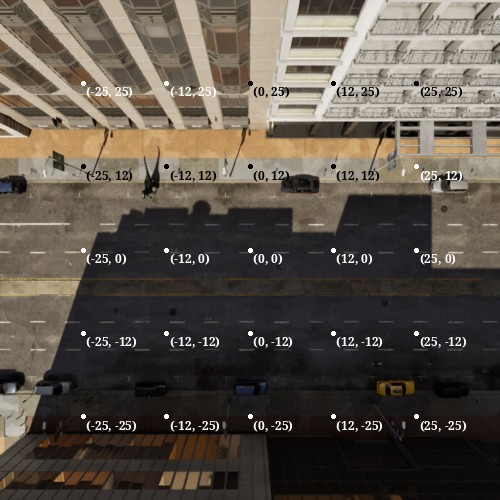 (-25, 25) (-12, 25) (0, 25) (12, 25) (25, 25)
(-25, 12) (-12, 12) (0, 12) (12, 12) (25, 12)
(-25, 0) (-12, 0) (0, 0) (12, 0) (25, 0)
(-25, -12) (-12, -12) (0, -12) (12, -12) (25, -12)
(-25, -25) (-12, -25) (0, -25) (12, -25) (25, -25)